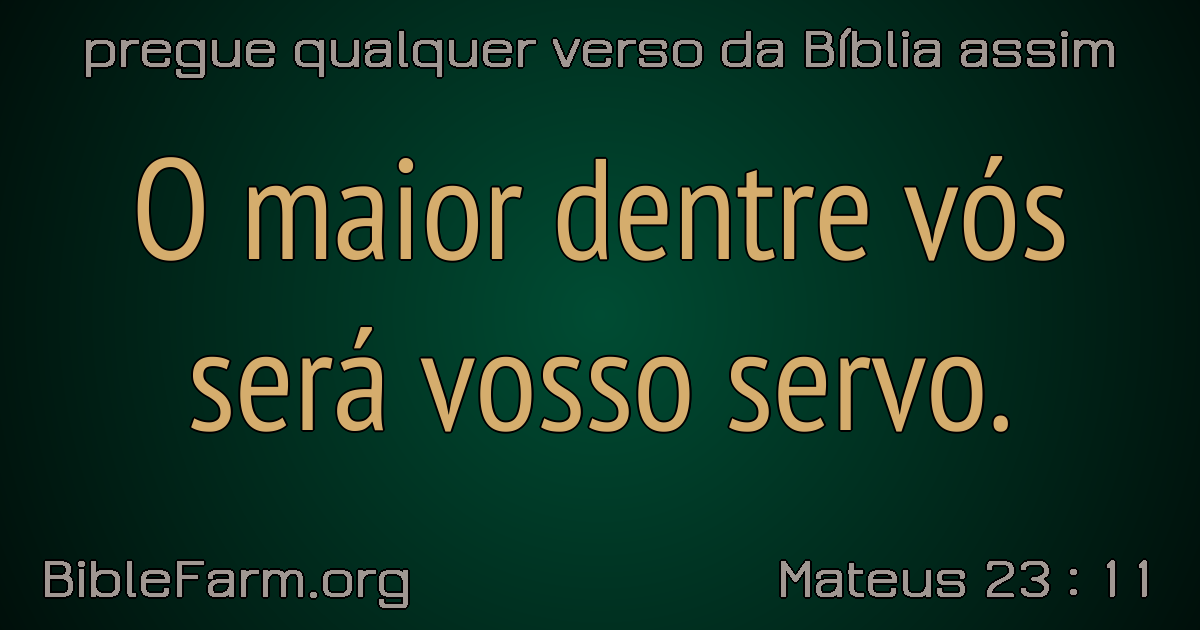 pregue qualquer verso da Bíblia assim
O maior dentre vós
será vosso servo.
BibleFarm.org
Mateus 23 : 11